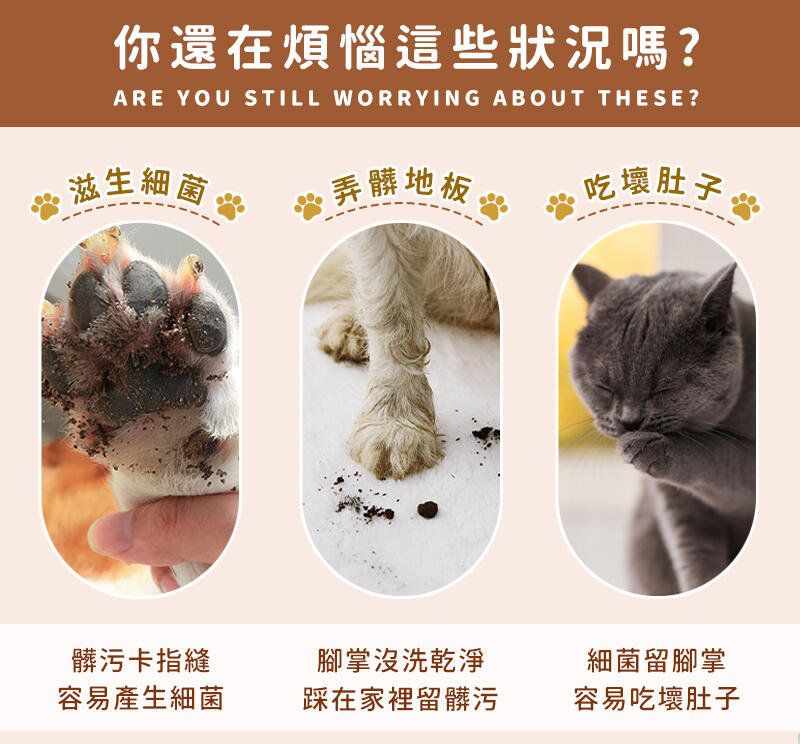 你還在煩惱這些狀況嗎?
ARE YOU STILL WORRYING ABOUT THESE?
滋生細菌
弄髒地板
吃壞肚子
髒污卡指縫
容易產生細菌
腳掌沒洗乾淨
踩在家裡留髒污
細菌留腳掌
容易吃壞肚子